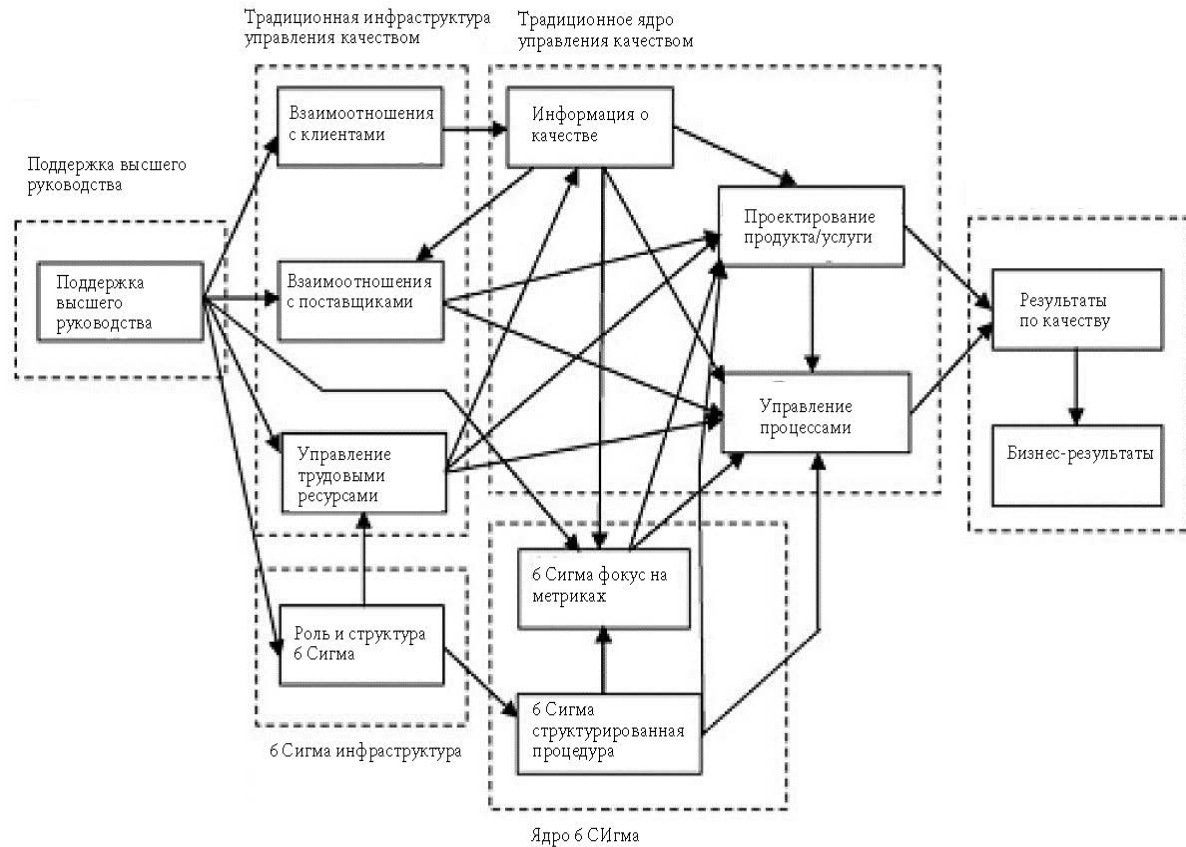 Традиционная инфраструктура
управления качеством
Традиционное ядро
управления качеством
Взаимоотношения
с клиентами
Информация о
качестве
Поддержка высшего
руководства
Проектирование
продукта/услуги
Поддержка
высшего
руководства
Взаимоотношения
с поставщиками
Результаты
по качеству
Управление
процессами
Управление
трудовыми
ресурсами
Бизнес-результаты
6 Сигма фокус на
метриках
Роль и структура
6 Сигма
6 Сигма
структурированная
процедура
6 Сигма инфраструктура
Ядро 6 СИгма